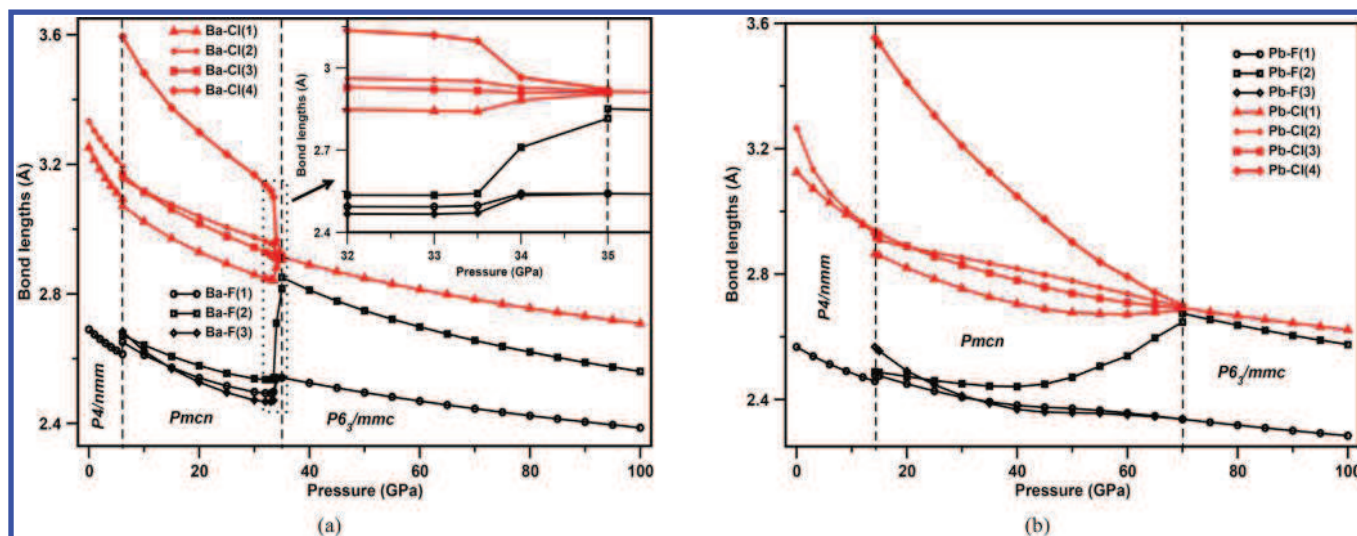 3.6
3.2
2.8
2.4
Bond lengths (Å)
Ba-Cl(1)
Ba-Cl(2)
Ba-Cl(3)
Ba-Cl(4)
Ba-F(1)
Ba-F(2)
Ba-F(3)
P4/nmm
Pmcn
P6₃/mmc
0 20 40 60 80 100
Pressure (GPa)
3
2.7
2.4
Bond lengths (Å)
32 33 34 35
Pressure (GPa)
(a)
3.6
3.2
2.8
2.4
Bond lengths (Å)
Pb-F(1)
Pb-F(2)
Pb-F(3)
Pb-Cl(1)
Pb-Cl(2)
Pb-Cl(3)
Pb-Cl(4)
P4/nmm
Pmcn
P6₃/mmc
0 20 40 60 80 100
Pressure (GPa)
(b)